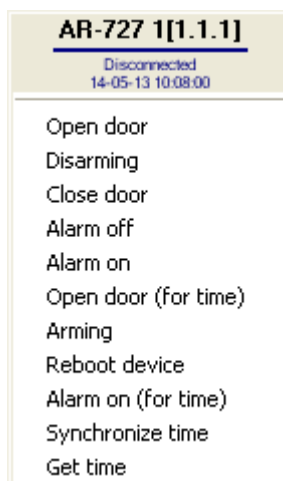 AR-727 1[1.1.1]
Disconnected
14-05-13 10:08:00
Open door
Disarming
Close door
Alarm off
Alarm on
Open door (for time)
Arming
Reboot device
Alarm on (for time)
Synchronize time
Get time